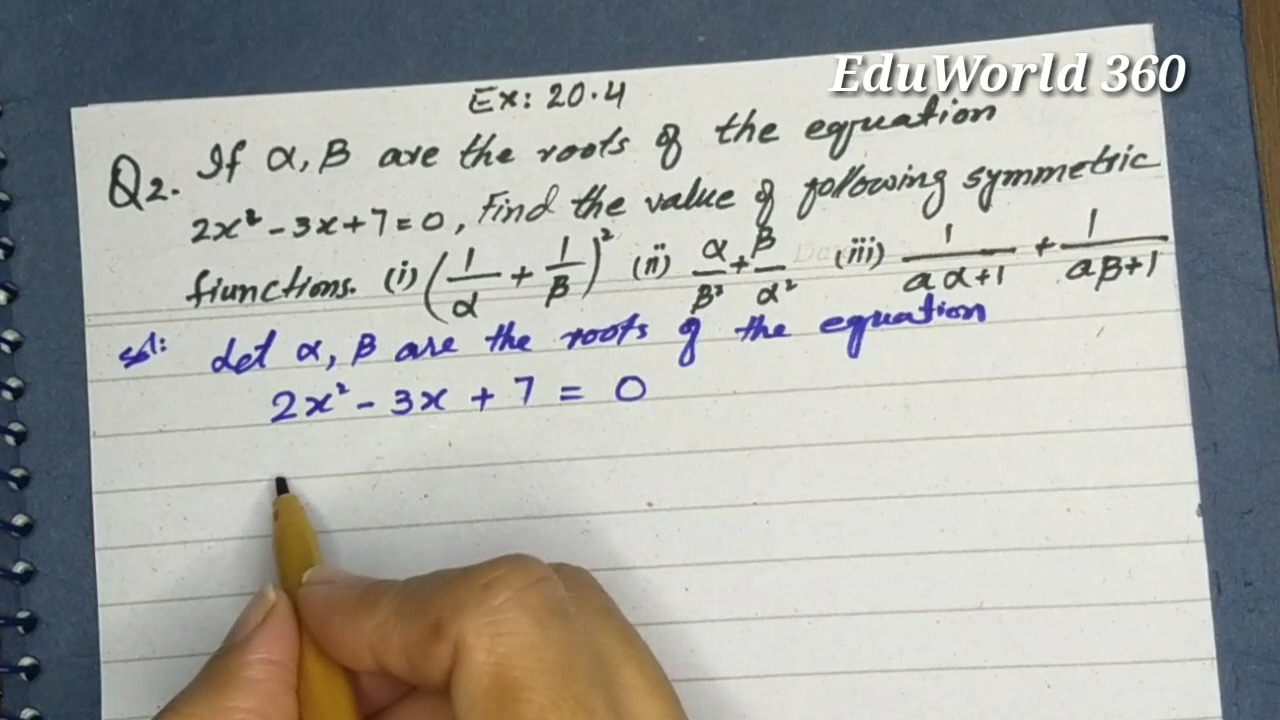 EduWorld 360
Ex: 20.4
Q2. If α, β are the roots of the equation
2x² - 3x + 7 = 0, Find the value of following symmetric
fiunctions. (i) (1/α + 1/β)² (ii) α/β² + β/α² (iii) 1/(aα+1) + 1/(aβ+1)
Sol: Let α, β are the roots of the equation
2x² - 3x + 7 = 0